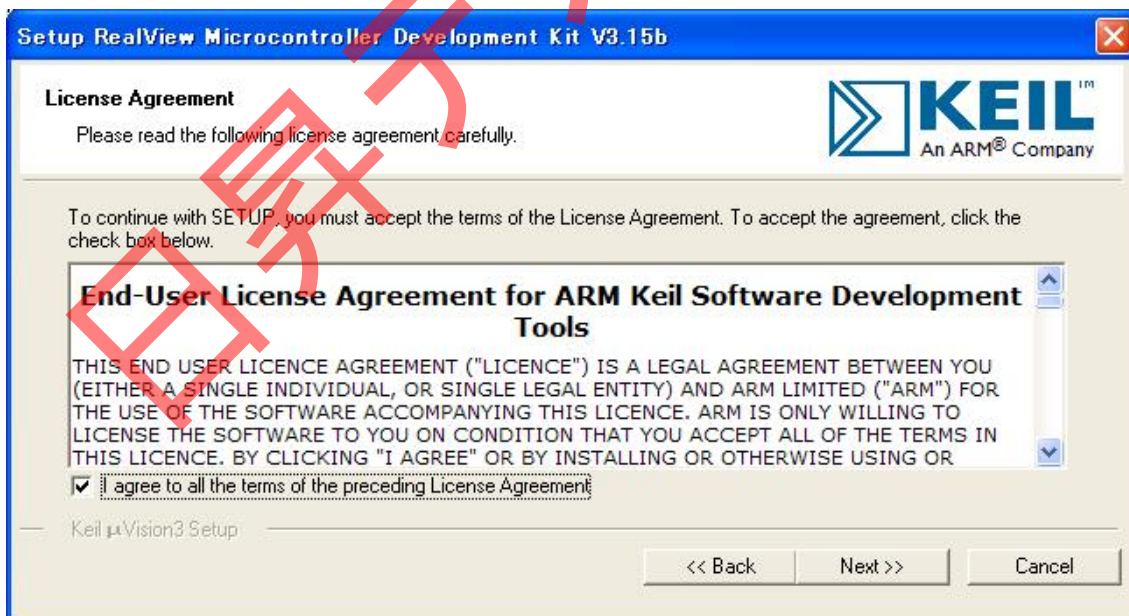 Setup RealView Microcontroller Development Kit V3.15b
License Agreement
Please read the following license agreement carefully.
KEIL™
An ARM® Company
To continue with SETUP, you must accept the terms of the License Agreement. To accept the agreement, click the
check box below.
End-User License Agreement for ARM Keil Software Development
Tools
THIS END USER LICENCE AGREEMENT ("LICENCE") IS A LEGAL AGREEMENT BETWEEN YOU
(EITHER A SINGLE INDIVIDUAL, OR SINGLE LEGAL ENTITY) AND ARM LIMITED ("ARM") FOR
THE USE OF THE SOFTWARE ACCOMPANYING THIS LICENCE. ARM IS ONLY WILLING TO
LICENSE THE SOFTWARE TO YOU ON CONDITION THAT YOU ACCEPT ALL OF THE TERMS IN
THIS LICENCE. BY CLICKING "I AGREE" OR BY INSTALLING OR OTHERWISE USING OR
I agree to all the terms of the preceding License Agreement
Keil µVision3 Setup
<< Back
Next >>
Cancel
日昇テ